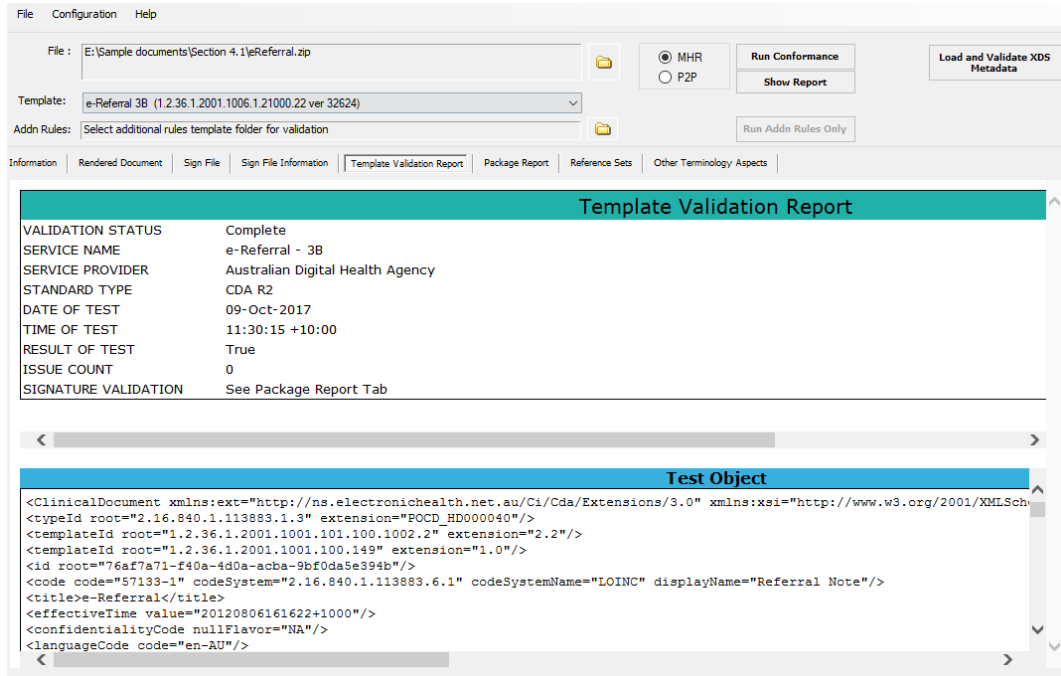 File Configuration Help
File : E:\Sample documents\Section 4.1\eReferral.zip
MHR
P2P
Run Conformance
Show Report
Load and Validate XDS
Metadata
Template: e-Referral 3B (1.2.36.1.2001.1006.1.21000.22 ver 32624)
Addn Rules: Select additional rules template folder for validation
Run Addn Rules Only
Information Rendered Document Sign File Sign File Information Template Validation Report Package Report Reference Sets Other Terminology Aspects
Template Validation Report
VALIDATION STATUS Complete
SERVICE NAME e-Referral - 3B
SERVICE PROVIDER Australian Digital Health Agency
STANDARD TYPE CDA R2
DATE OF TEST 09-Oct-2017
TIME OF TEST 11:30:15 +10:00
RESULT OF TEST True
ISSUE COUNT 0
SIGNATURE VALIDATION See Package Report Tab
Test Object
<ClinicalDocument xmlns:ext="http://ns.electronichealth.net.au/Ci/Cda/Extensions/3.0" xmlns:xsi="http://www.w3.org/2001/XMLSch
<typeId root="2.16.840.1.113883.1.3" extension="POCD_HD000040"/>
<templateId root="1.2.36.1.2001.1001.101.100.1002.2" extension="2.2"/>
<templateId root="1.2.36.1.2001.1001.100.149" extension="1.0"/>
<id root="76af7a71-f40a-4d0a-acba-9bf0da5e394b"/>
<code code="57133-1" codeSystem="2.16.840.1.113883.6.1" codeSystemName="LOINC" displayName="Referral Note"/>
<title>e-Referral</title>
<effectiveTime value="20120806161622+1000"/>
<confidentialityCode nullFlavor="NA"/>
<languageCode code="en-AU"/>